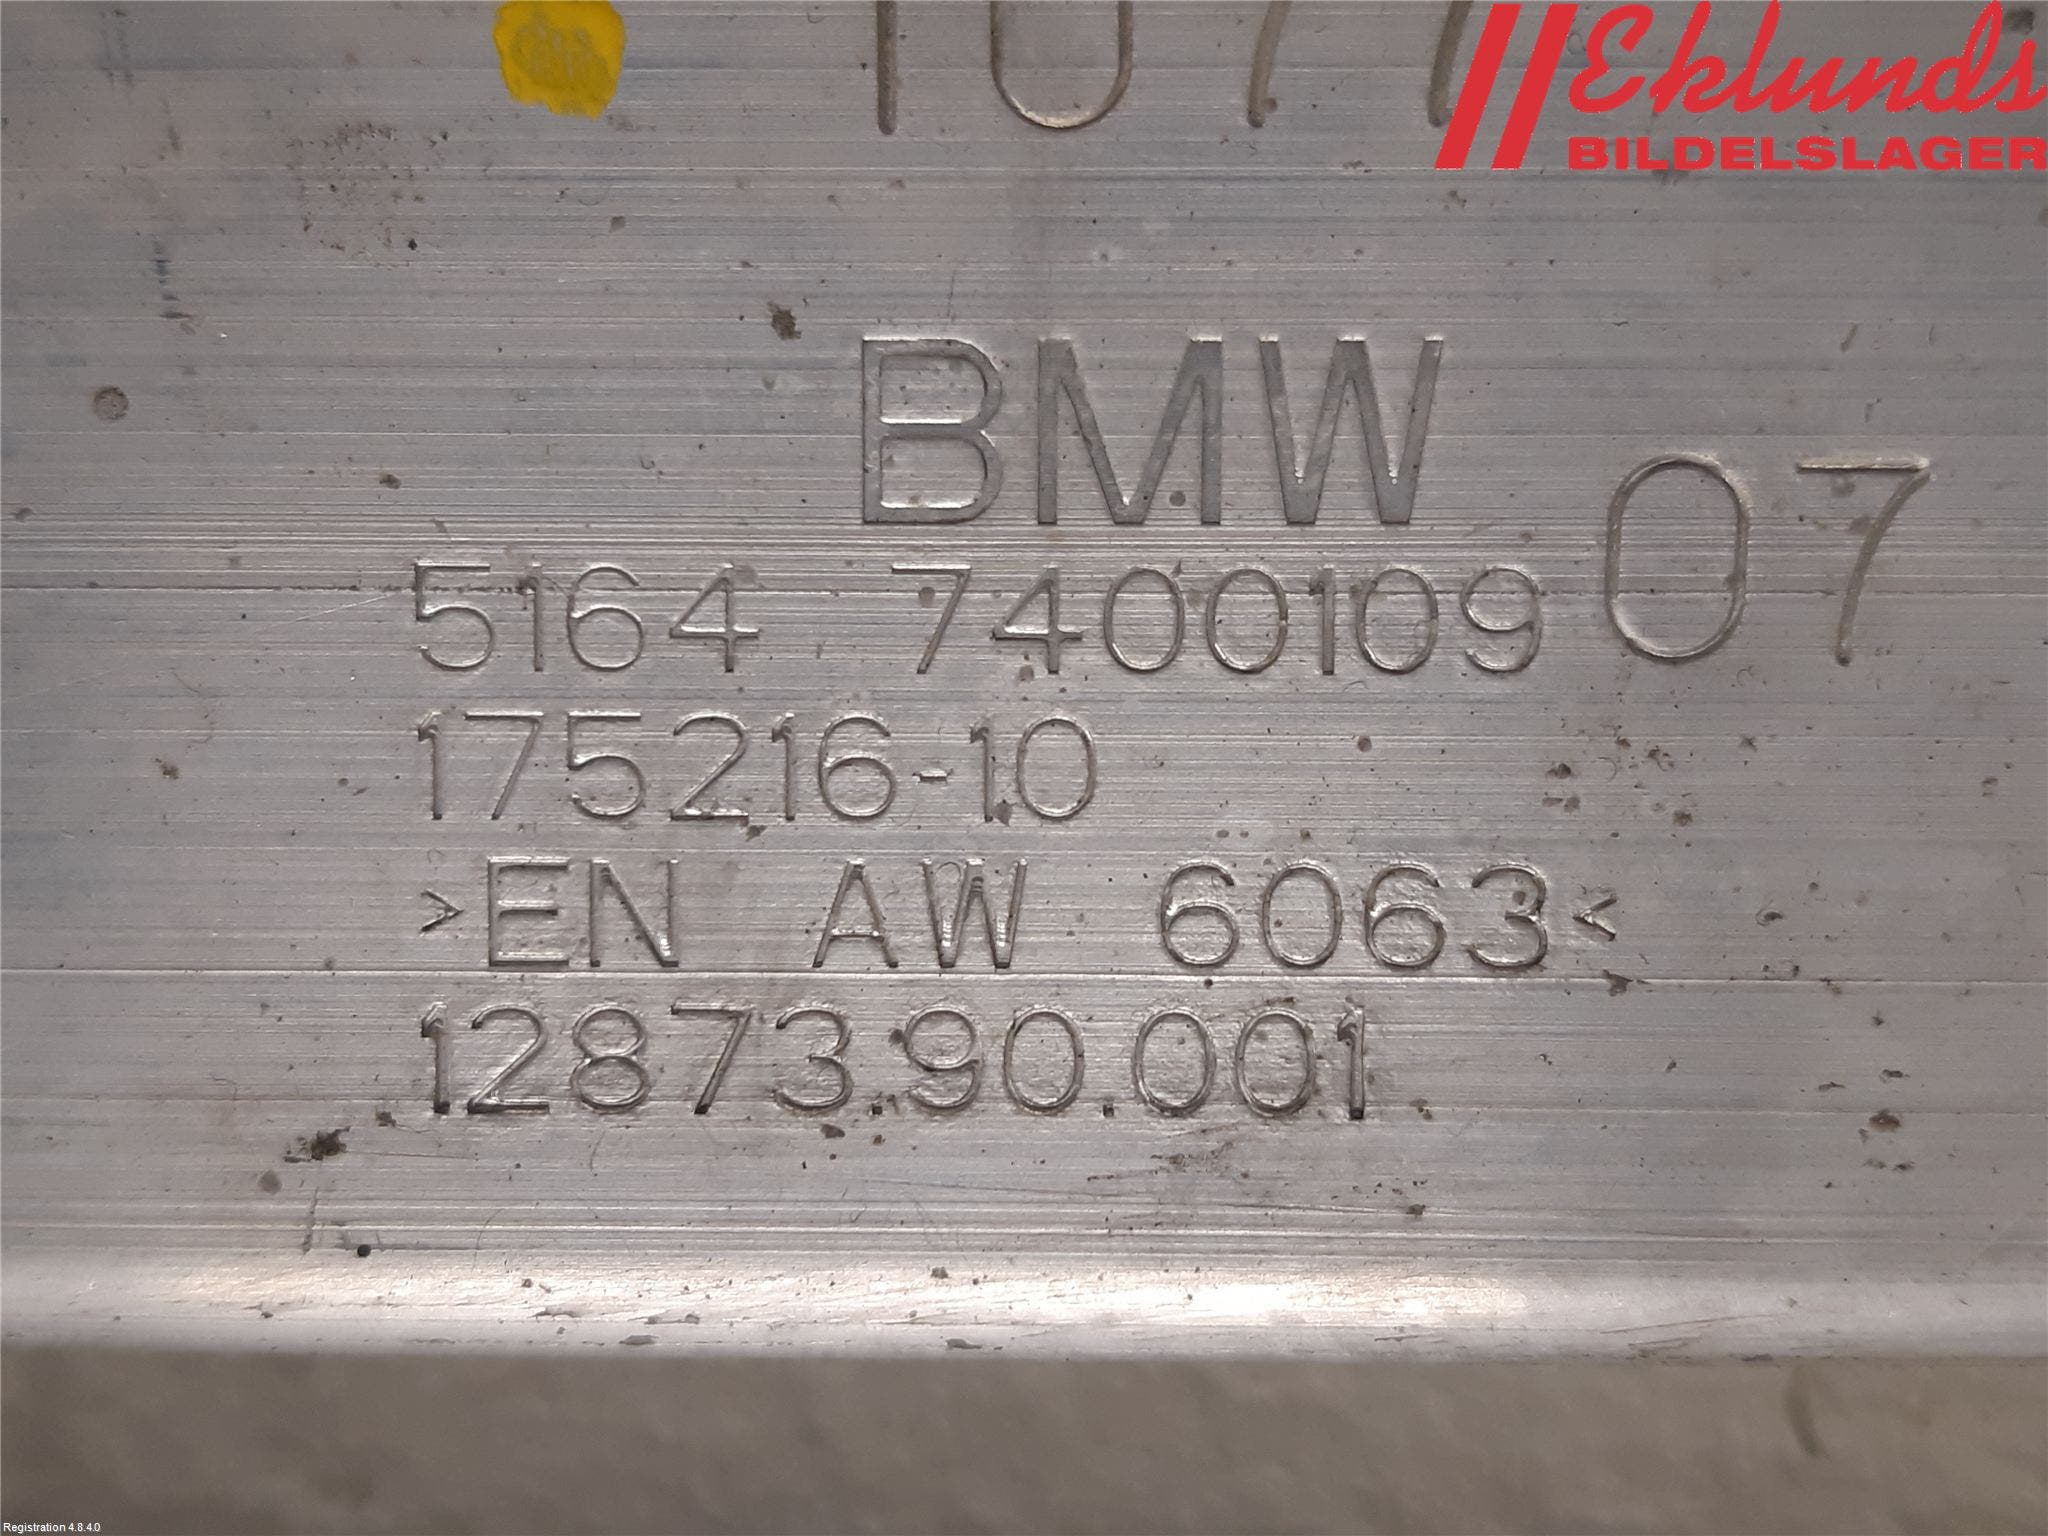 Eklunds
BILDELSLAGER
BMW
07
5164 7400109
175216-10
>EN AW 6063<
12873.90.001
Registration 4.8.4.0